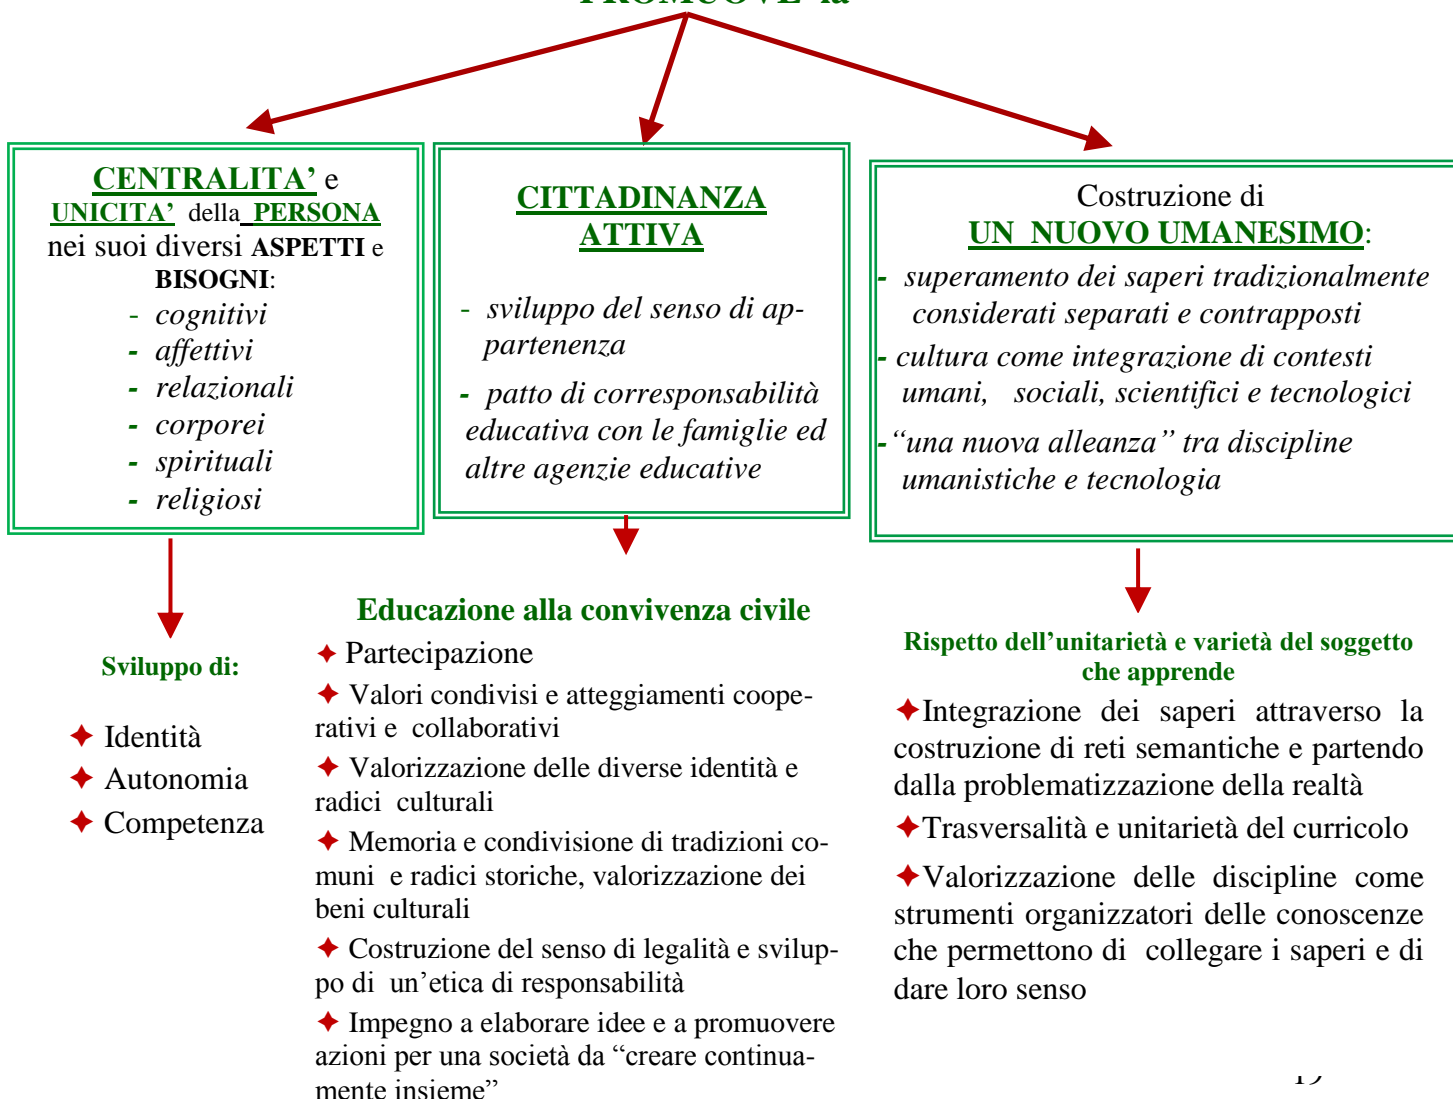 PROMUOVE la
CENTRALITA’ e
UNICITA’ della PERSONA
nei suoi diversi ASPETTI e
BISOGNI:
- cognitivi
- affettivi
- relazionali
- corporei
- spirituali
- religiosi
CITTADINANZA
ATTIVA
- sviluppo del senso di ap-
partenenza
- patto di corresponsabilità
educativa con le famiglie ed
altre agenzie educative
Costruzione di
UN NUOVO UMANESIMO:
- superamento dei saperi tradizionalmente
considerati separati e contrapposti
- cultura come integrazione di contesti
umani, sociali, scientifici e tecnologici
- “una nuova alleanza” tra discipline
umanistiche e tecnologia
Sviluppo di:
✦ Identità
✦ Autonomia
✦ Competenza
Educazione alla convivenza civile
✦ Partecipazione
✦ Valori condivisi e atteggiamenti coope-
rativi e collaborativi
✦ Valorizzazione delle diverse identità e
radici culturali
✦ Memoria e condivisione di tradizioni co-
muni e radici storiche, valorizzazione dei
beni culturali
✦ Costruzione del senso di legalità e svilup-
po di un’etica di responsabilità
✦ Impegno a elaborare idee e a promuovere
azioni per una società da “creare continua-
mente insieme”
Rispetto dell’unitarietà e varietà del soggetto
che apprende
✦Integrazione dei saperi attraverso la
costruzione di reti semantiche e partendo
dalla problematizzazione della realtà
✦Trasversalità e unitarietà del curricolo
✦Valorizzazione delle discipline come
strumenti organizzatori delle conoscenze
che permettono di collegare i saperi e di
dare loro senso